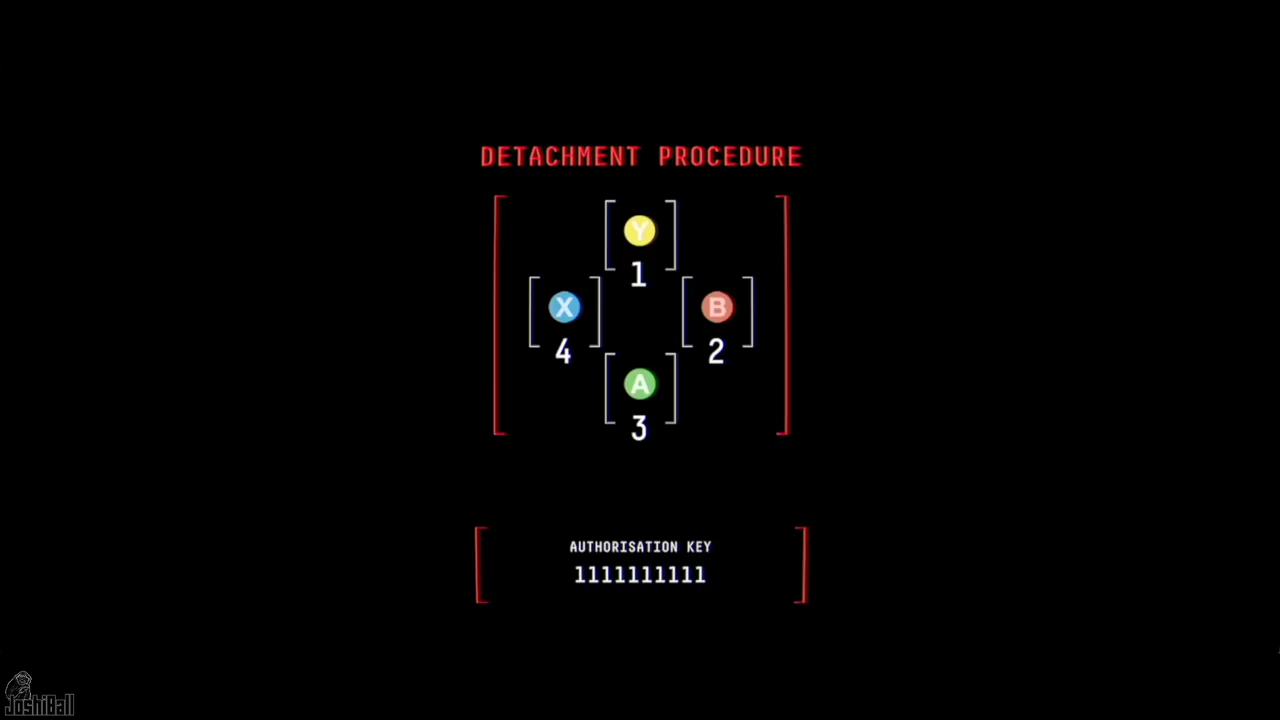 DETACHMENT PROCEDURE
Y
1
X
B
4
2
A
3
AUTHORISATION KEY
1111111111
JoshiBall